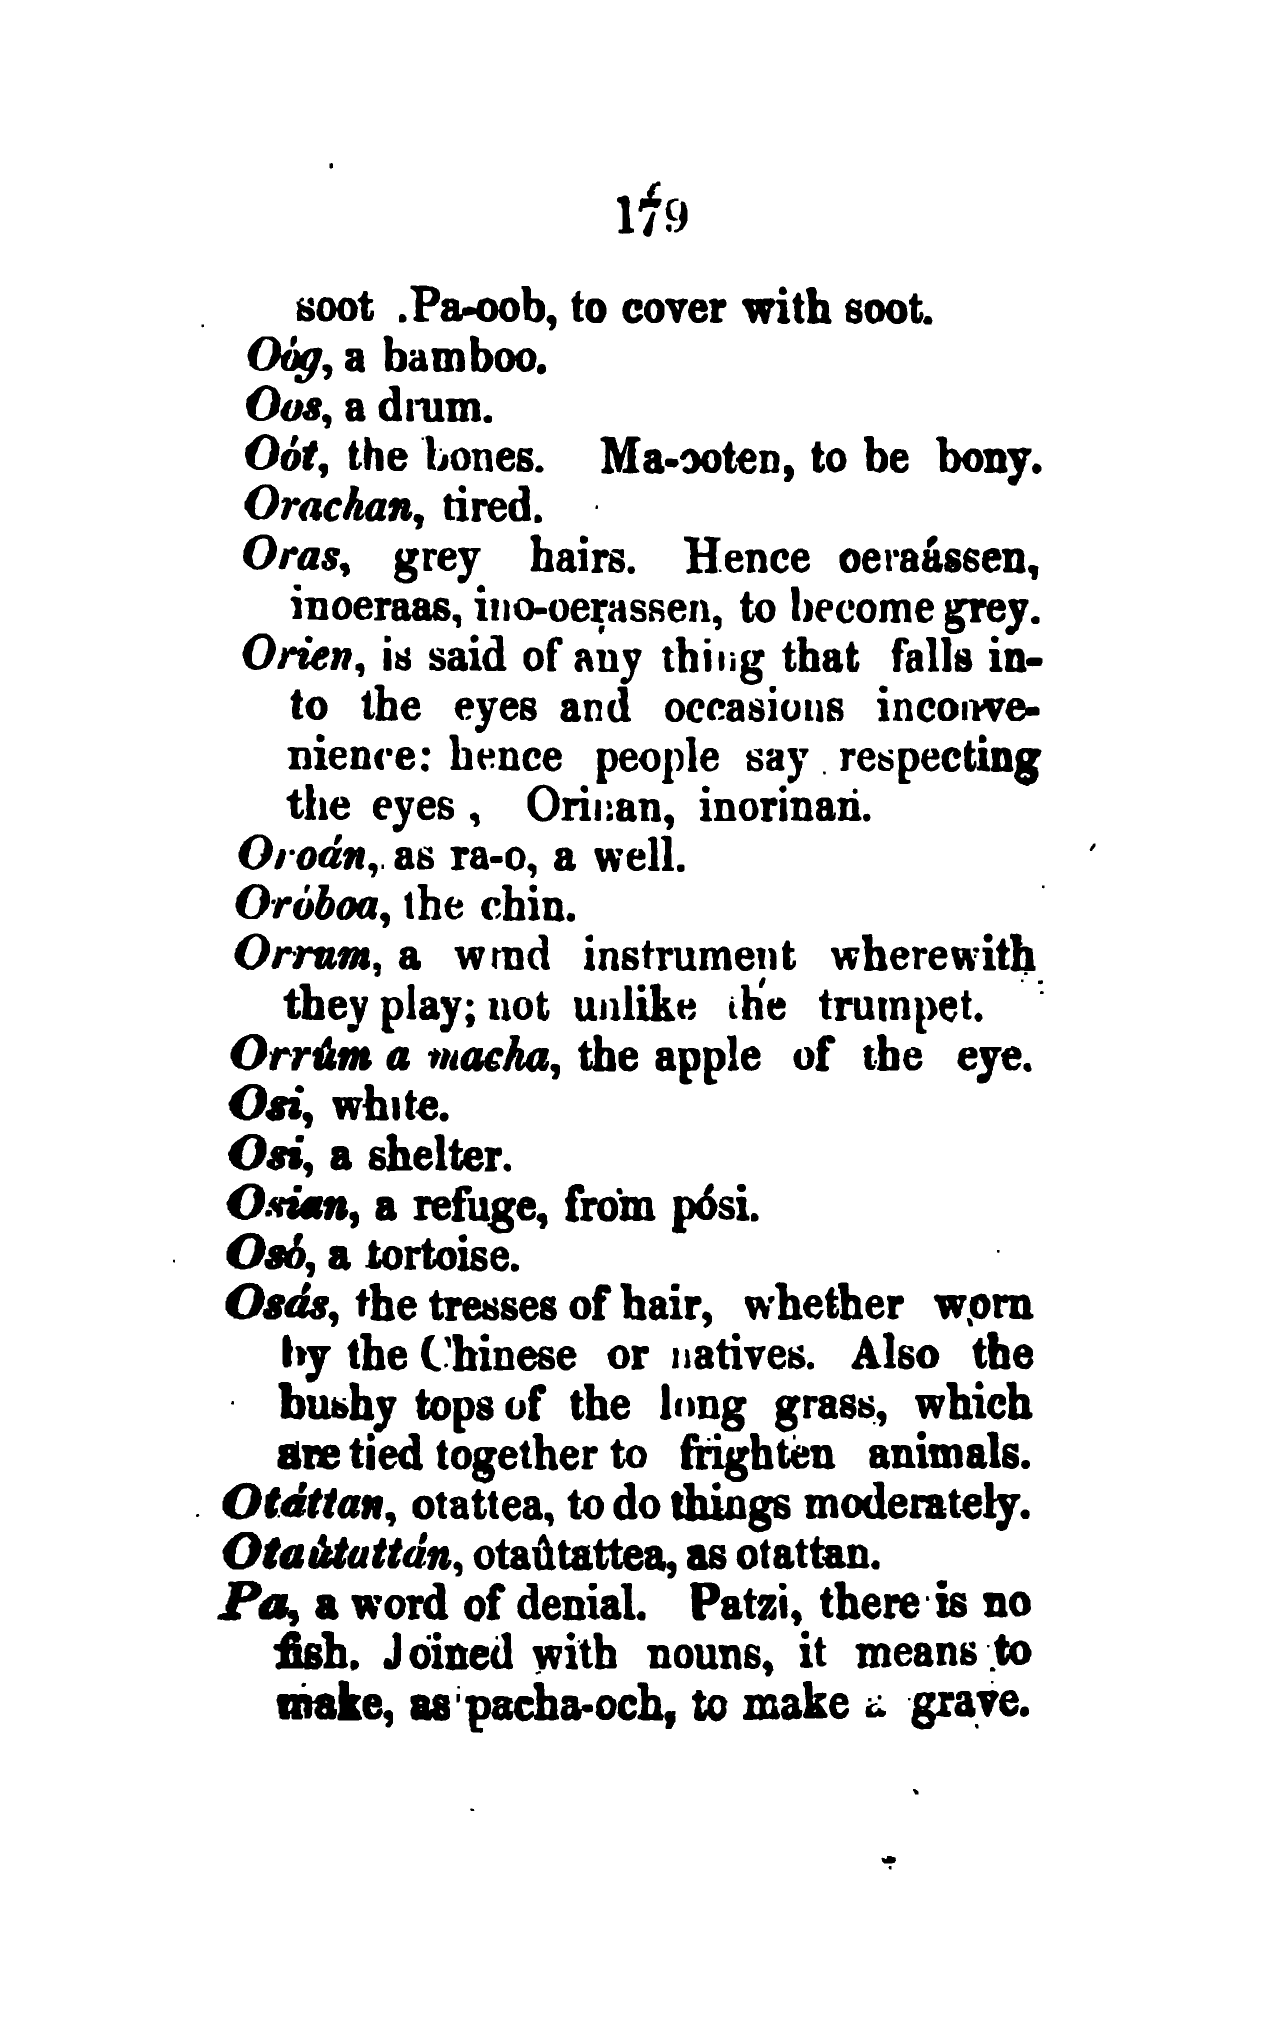 179
soot .Pa-oob, to cover with soot.
Oóg, a bamboo.
Oos, a drum.
Oót, the bones. Ma-ooten, to be bony.
Orachan, tired.
Oras, grey hairs. Hence oeraássen,
inoeraas, ino-oerassen, to become grey.
Orien, is said of any thing that falls in-
to the eyes and occasions inconve-
nience: hence people say respecting
the eyes, Orinan, inorinan.
Oroán, as ra-o, a well.
Oróboa, the chin.
Orrum, a wind instrument wherewith
they play; not unlike the trumpet.
Orrûm a macha, the apple of the eye.
Osi, white.
Osi, a shelter.
Osian, a refuge, from pósi.
Osó, a tortoise.
Osás, the tresses of hair, whether worn
by the Chinese or natives. Also the
bushy tops of the long grass, which
are tied together to frighten animals.
Otáttan, otattea, to do things moderately.
Otaûtattán, otaûtattea, as otattan.
Pa, a word of denial. Patzi, there is no
fish. Joined with nouns, it means to
make, as pacha-och, to make a grave.